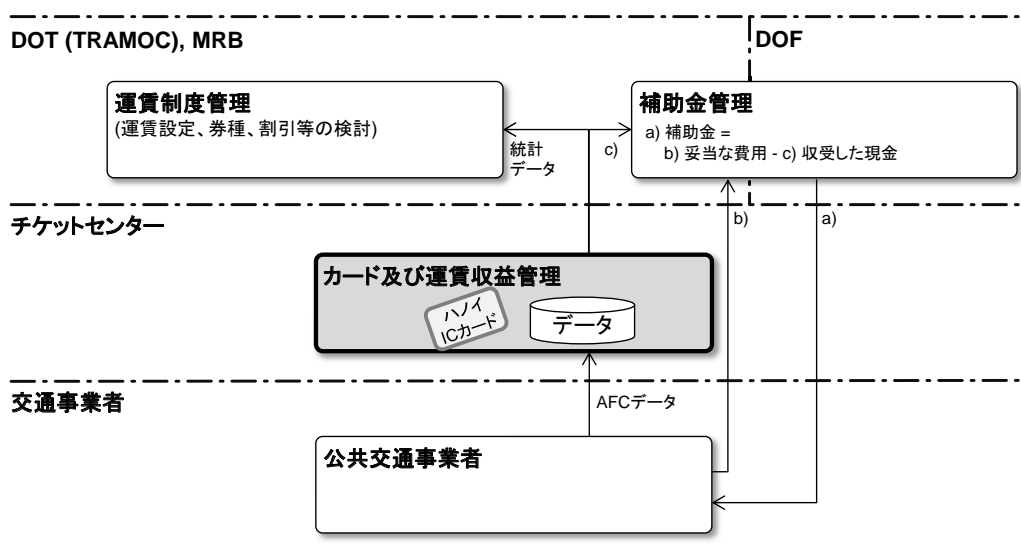 DOT (TRAMOC), MRB
DOF
運賃制度管理
(運賃設定、券種、割引等の検討)
補助金管理
a) 補助金 =
b) 妥当な費用 - c) 収受した現金
統計
データ
c)
チケットセンター
b)
a)
カード及び運賃収益管理
ハノイ
ICカード
データ
交通事業者
AFCデータ
公共交通事業者